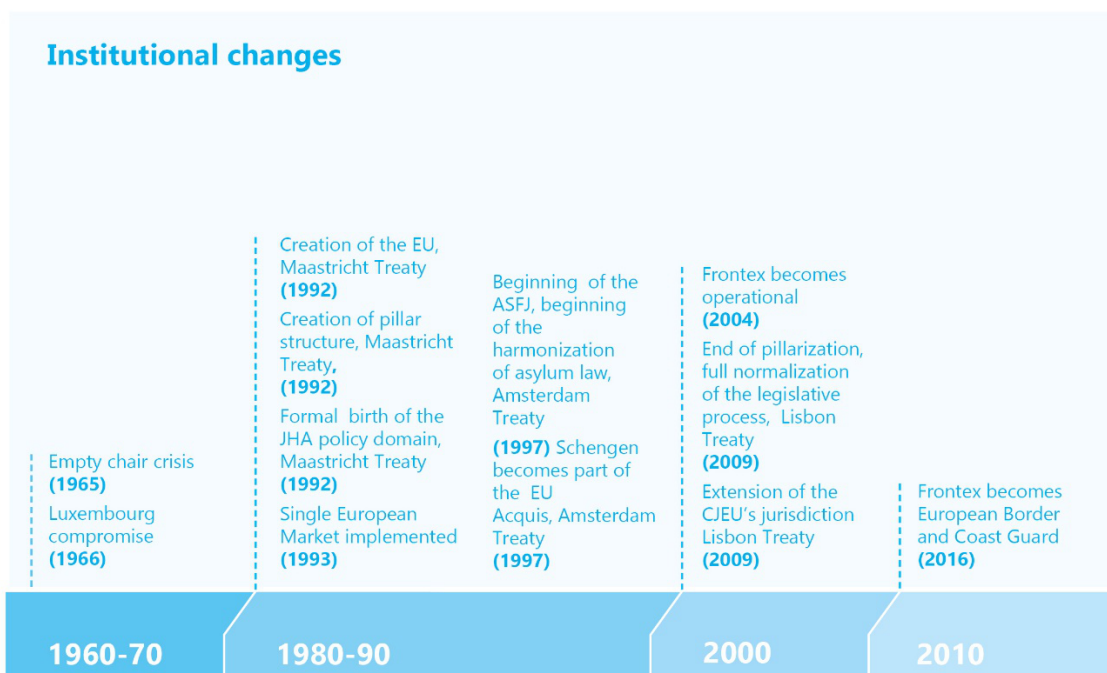 Institutional changes
Empty chair crisis
(1965)
Luxembourg
compromise
(1966)
Creation of the EU,
Maastricht Treaty
(1992)
Creation of pillar
structure, Maastricht
Treaty,
(1992)
Formal birth of the
JHA policy domain,
Maastricht Treaty
(1992)
Single European
Market implemented
(1993)
Beginning of the
ASFJ, beginning
of the
harmonization
of asylum law,
Amsterdam
Treaty
(1997) Schengen
becomes part of
the EU
Acquis, Amsterdam
Treaty
(1997)
Frontex becomes
operational
(2004)
End of pillarization,
full normalization
of the legislative
process, Lisbon
Treaty
(2009)
Extension of the
CJEU’s jurisdiction
Lisbon Treaty
(2009)
Frontex becomes
European Border
and Coast Guard
(2016)
1960-70
1980-90
2000
2010